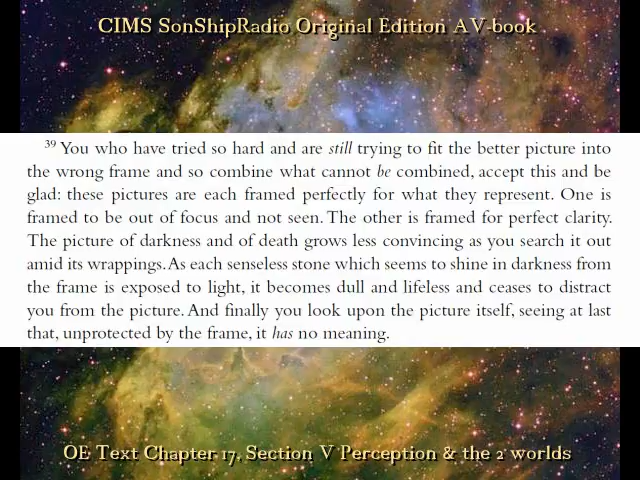 CIMS SonShipRadio Original Edition AV-book
39 You who have tried so hard and are still trying to fit the better picture into
the wrong frame and so combine what cannot be combined, accept this and be
glad: these pictures are each framed perfectly for what they represent. One is
framed to be out of focus and not seen. The other is framed for perfect clarity.
The picture of darkness and of death grows less convincing as you search it out
amid its wrappings. As each senseless stone which seems to shine in darkness from
the frame is exposed to light, it becomes dull and lifeless and ceases to distract
you from the picture. And finally you look upon the picture itself, seeing at last
that, unprotected by the frame, it has no meaning.
OE Text Chapter 17, Section V Perception & the 2 worlds